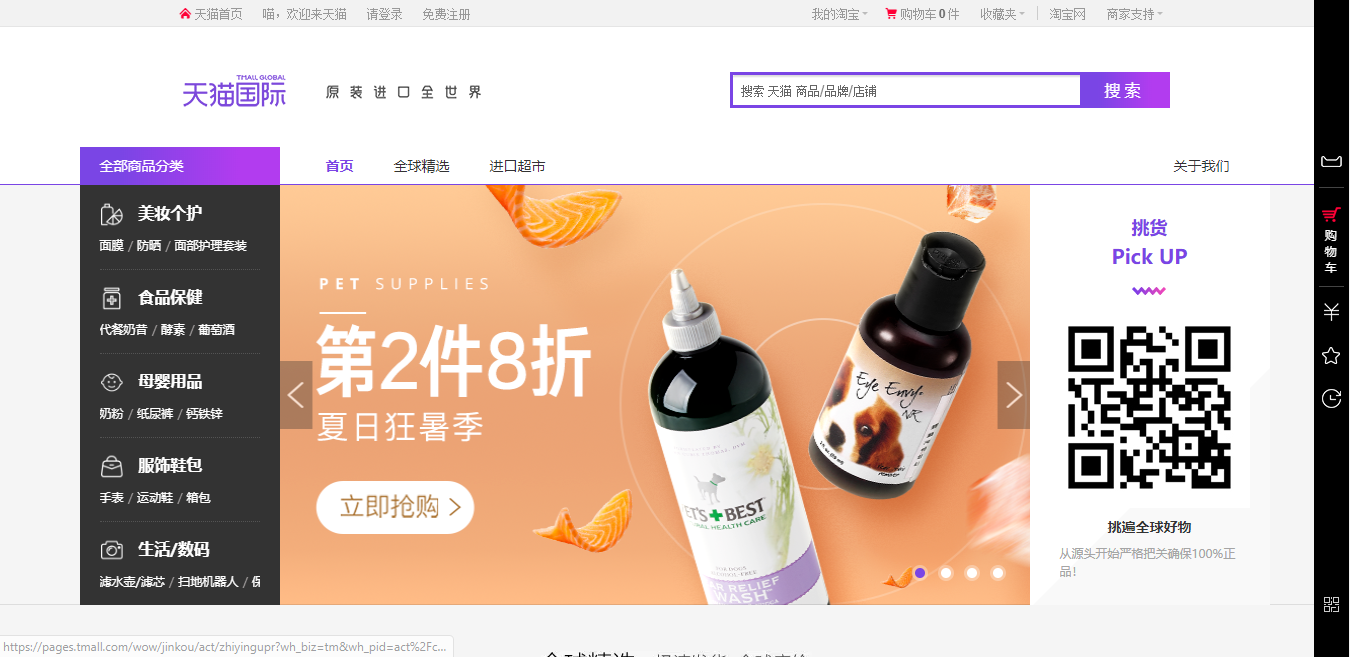 天猫首页 喵，欢迎来天猫 请登录 免费注册 我的淘宝 购物车0件 收藏夹 淘宝网 商家支持
TMALL GLOBAL
天猫国际 原装进口全世界 搜索 天猫 商品/品牌/店铺 搜索
全部商品分类 首页 全球精选 进口超市 关于我们
美妆个护
面膜 / 防晒 / 面部护理套装
食品保健
代餐奶昔 / 酵素 / 葡萄酒
母婴用品
奶粉 / 纸尿裤 / 钙铁锌
服饰鞋包
手表 / 运动鞋 / 箱包
生活/数码
滤水壶/滤芯 / 扫地机器人 /
PET SUPPLIES
第2件8折
夏日狂暑季
立即抢购
Eye Envy
NR
ET'S+BEST
EAR RELIEF
WASH
挑货
Pick UP
挑遍全球好物
从源头开始严格把关确保100%正
品！
购物车
https://pages.tmall.com/wow/jinkou/act/zhiyingupr?wh_biz=tm&wh_pid=act%2Fc...
全球精选